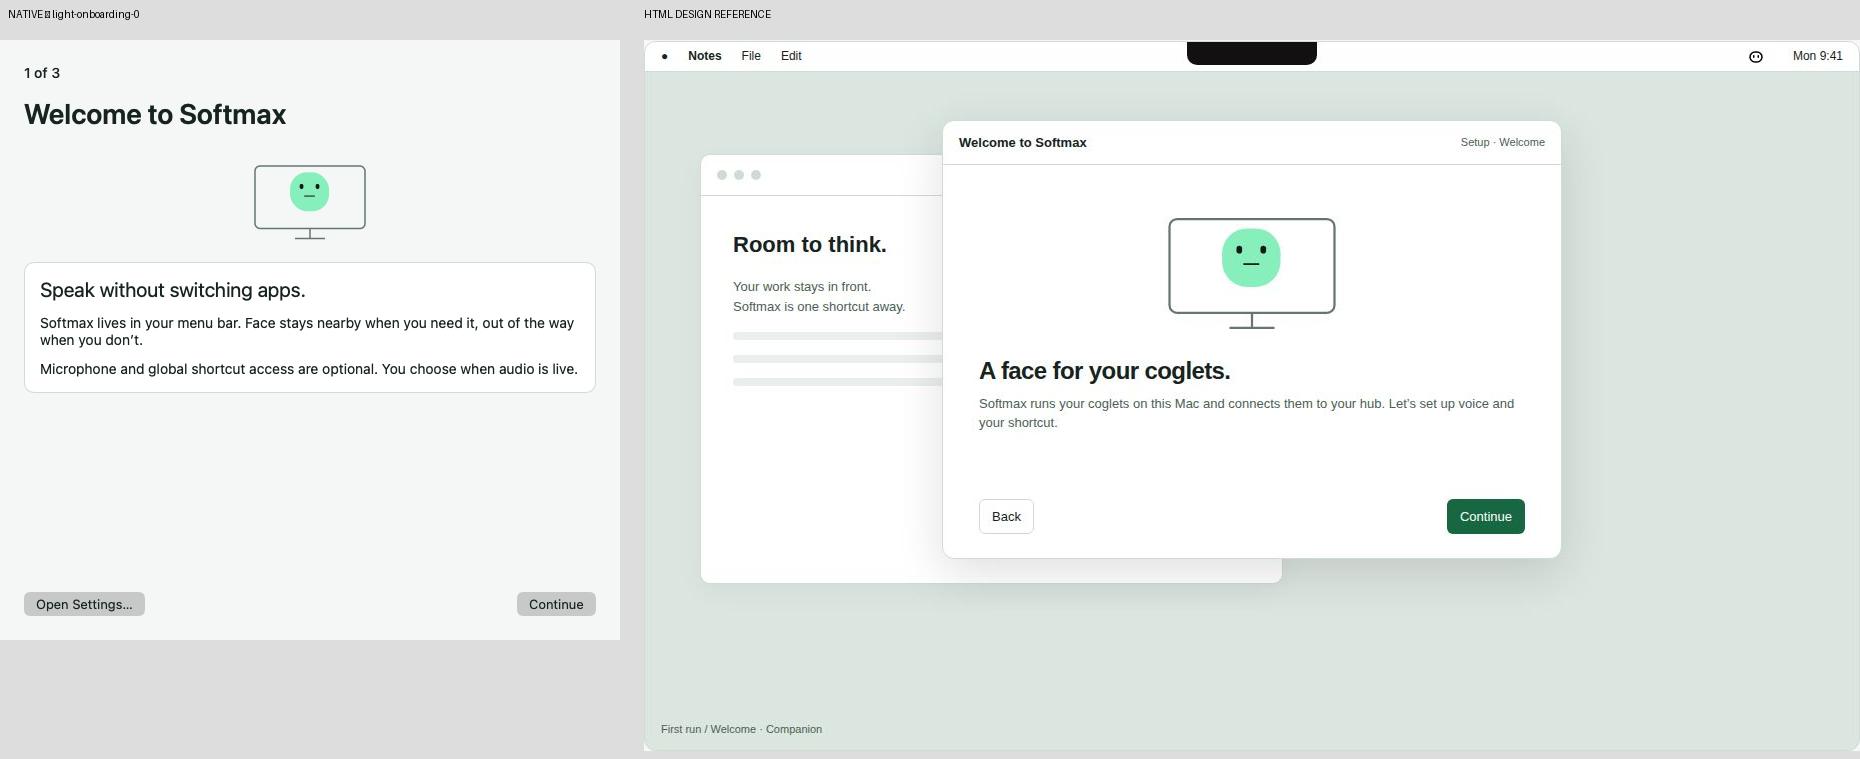 NATIVE light-onboarding-0
1 of 3
Welcome to Softmax
Speak without switching apps.
Softmax lives in your menu bar. Face stays nearby when you need it, out of the way
when you don’t.
Microphone and global shortcut access are optional. You choose when audio is live.
Open Settings...
Continue
HTML DESIGN REFERENCE
Notes File Edit
Mon 9:41
Room to think.
Your work stays in front.
Softmax is one shortcut away.
Welcome to Softmax
Setup · Welcome
A face for your coglets.
Softmax runs your coglets on this Mac and connects them to your hub. Let’s set up voice and
your shortcut.
Back
Continue
First run / Welcome · Companion